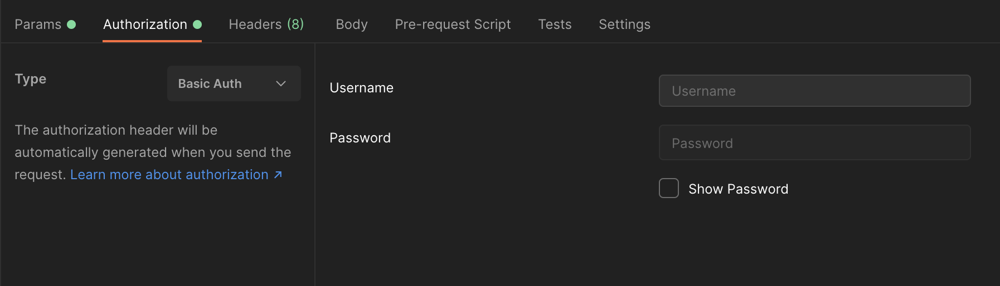 Params Authorization Headers (8) Body Pre-request Script Tests Settings
Type
Basic Auth
The authorization header will be
automatically generated when you send the
request. Learn more about authorization ↗
Username
Username
Password
Password
Show Password